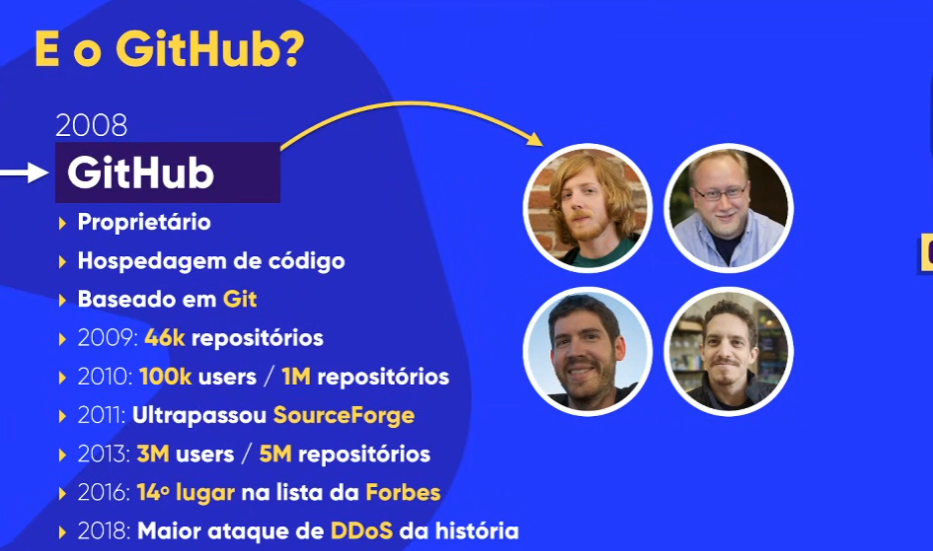 E o GitHub?
2008
GitHub
Proprietário
Hospedagem de código
Baseado em Git
2009: 46k repositórios
2010: 100k users / 1M repositórios
2011: Ultrapassou SourceForge
2013: 3M users / 5M repositórios
2016: 14º lugar na lista da Forbes
2018: Maior ataque de DDoS da história